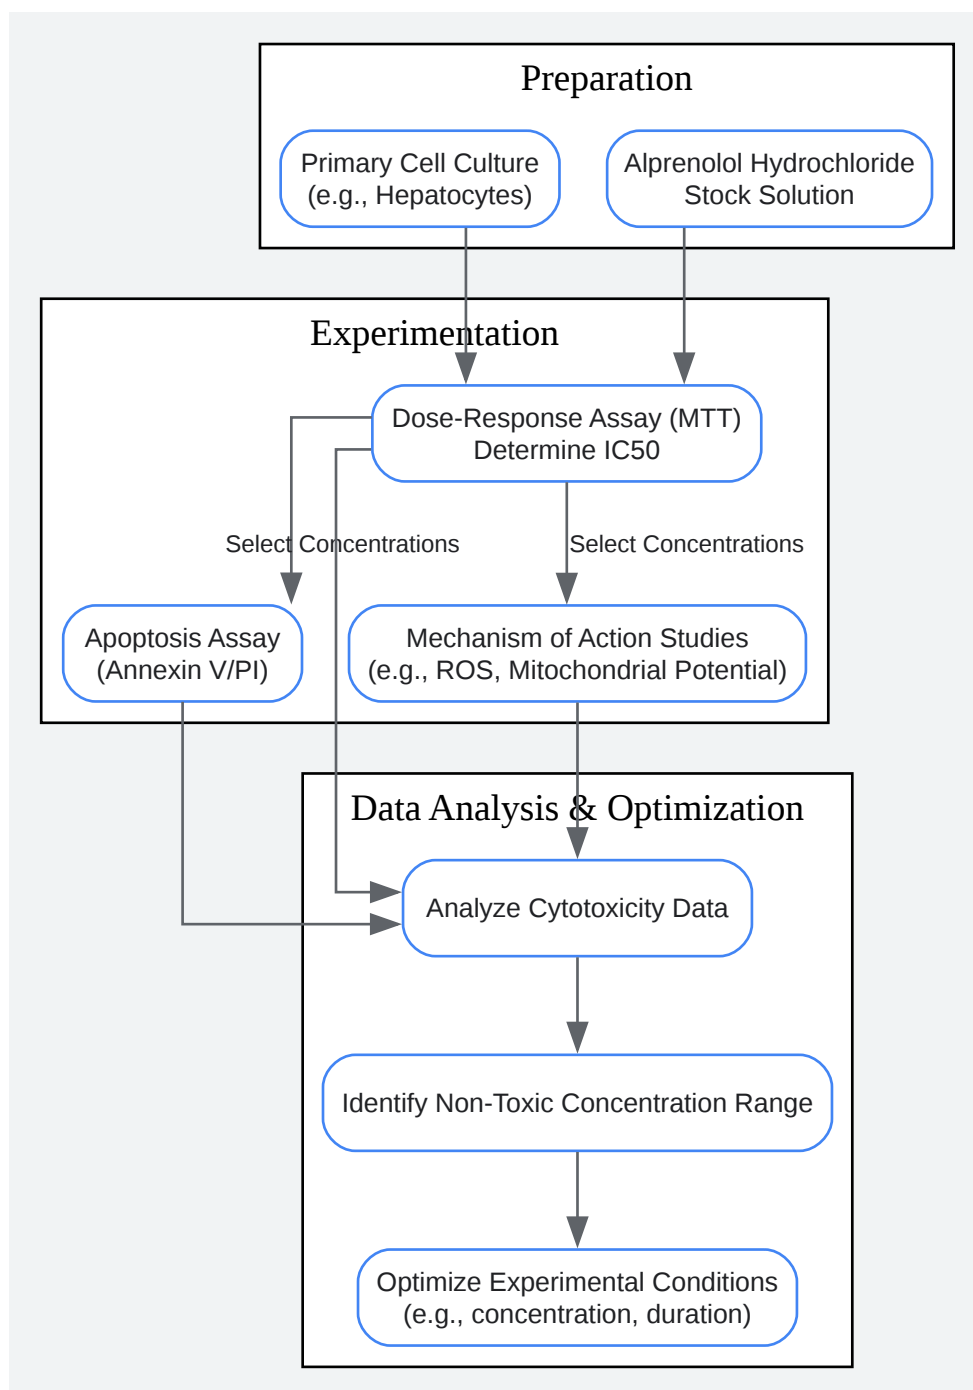 Preparation
Primary Cell Culture
(e.g., Hepatocytes)
Alprenolol Hydrochloride
Stock Solution
Experimentation
Dose-Response Assay (MTT)
Determine IC50
Select Concentrations
Select Concentrations
Apoptosis Assay
(Annexin V/PI)
Mechanism of Action Studies
(e.g., ROS, Mitochondrial Potential)
Data Analysis & Optimization
Analyze Cytotoxicity Data
Identify Non-Toxic Concentration Range
Optimize Experimental Conditions
(e.g., concentration, duration)